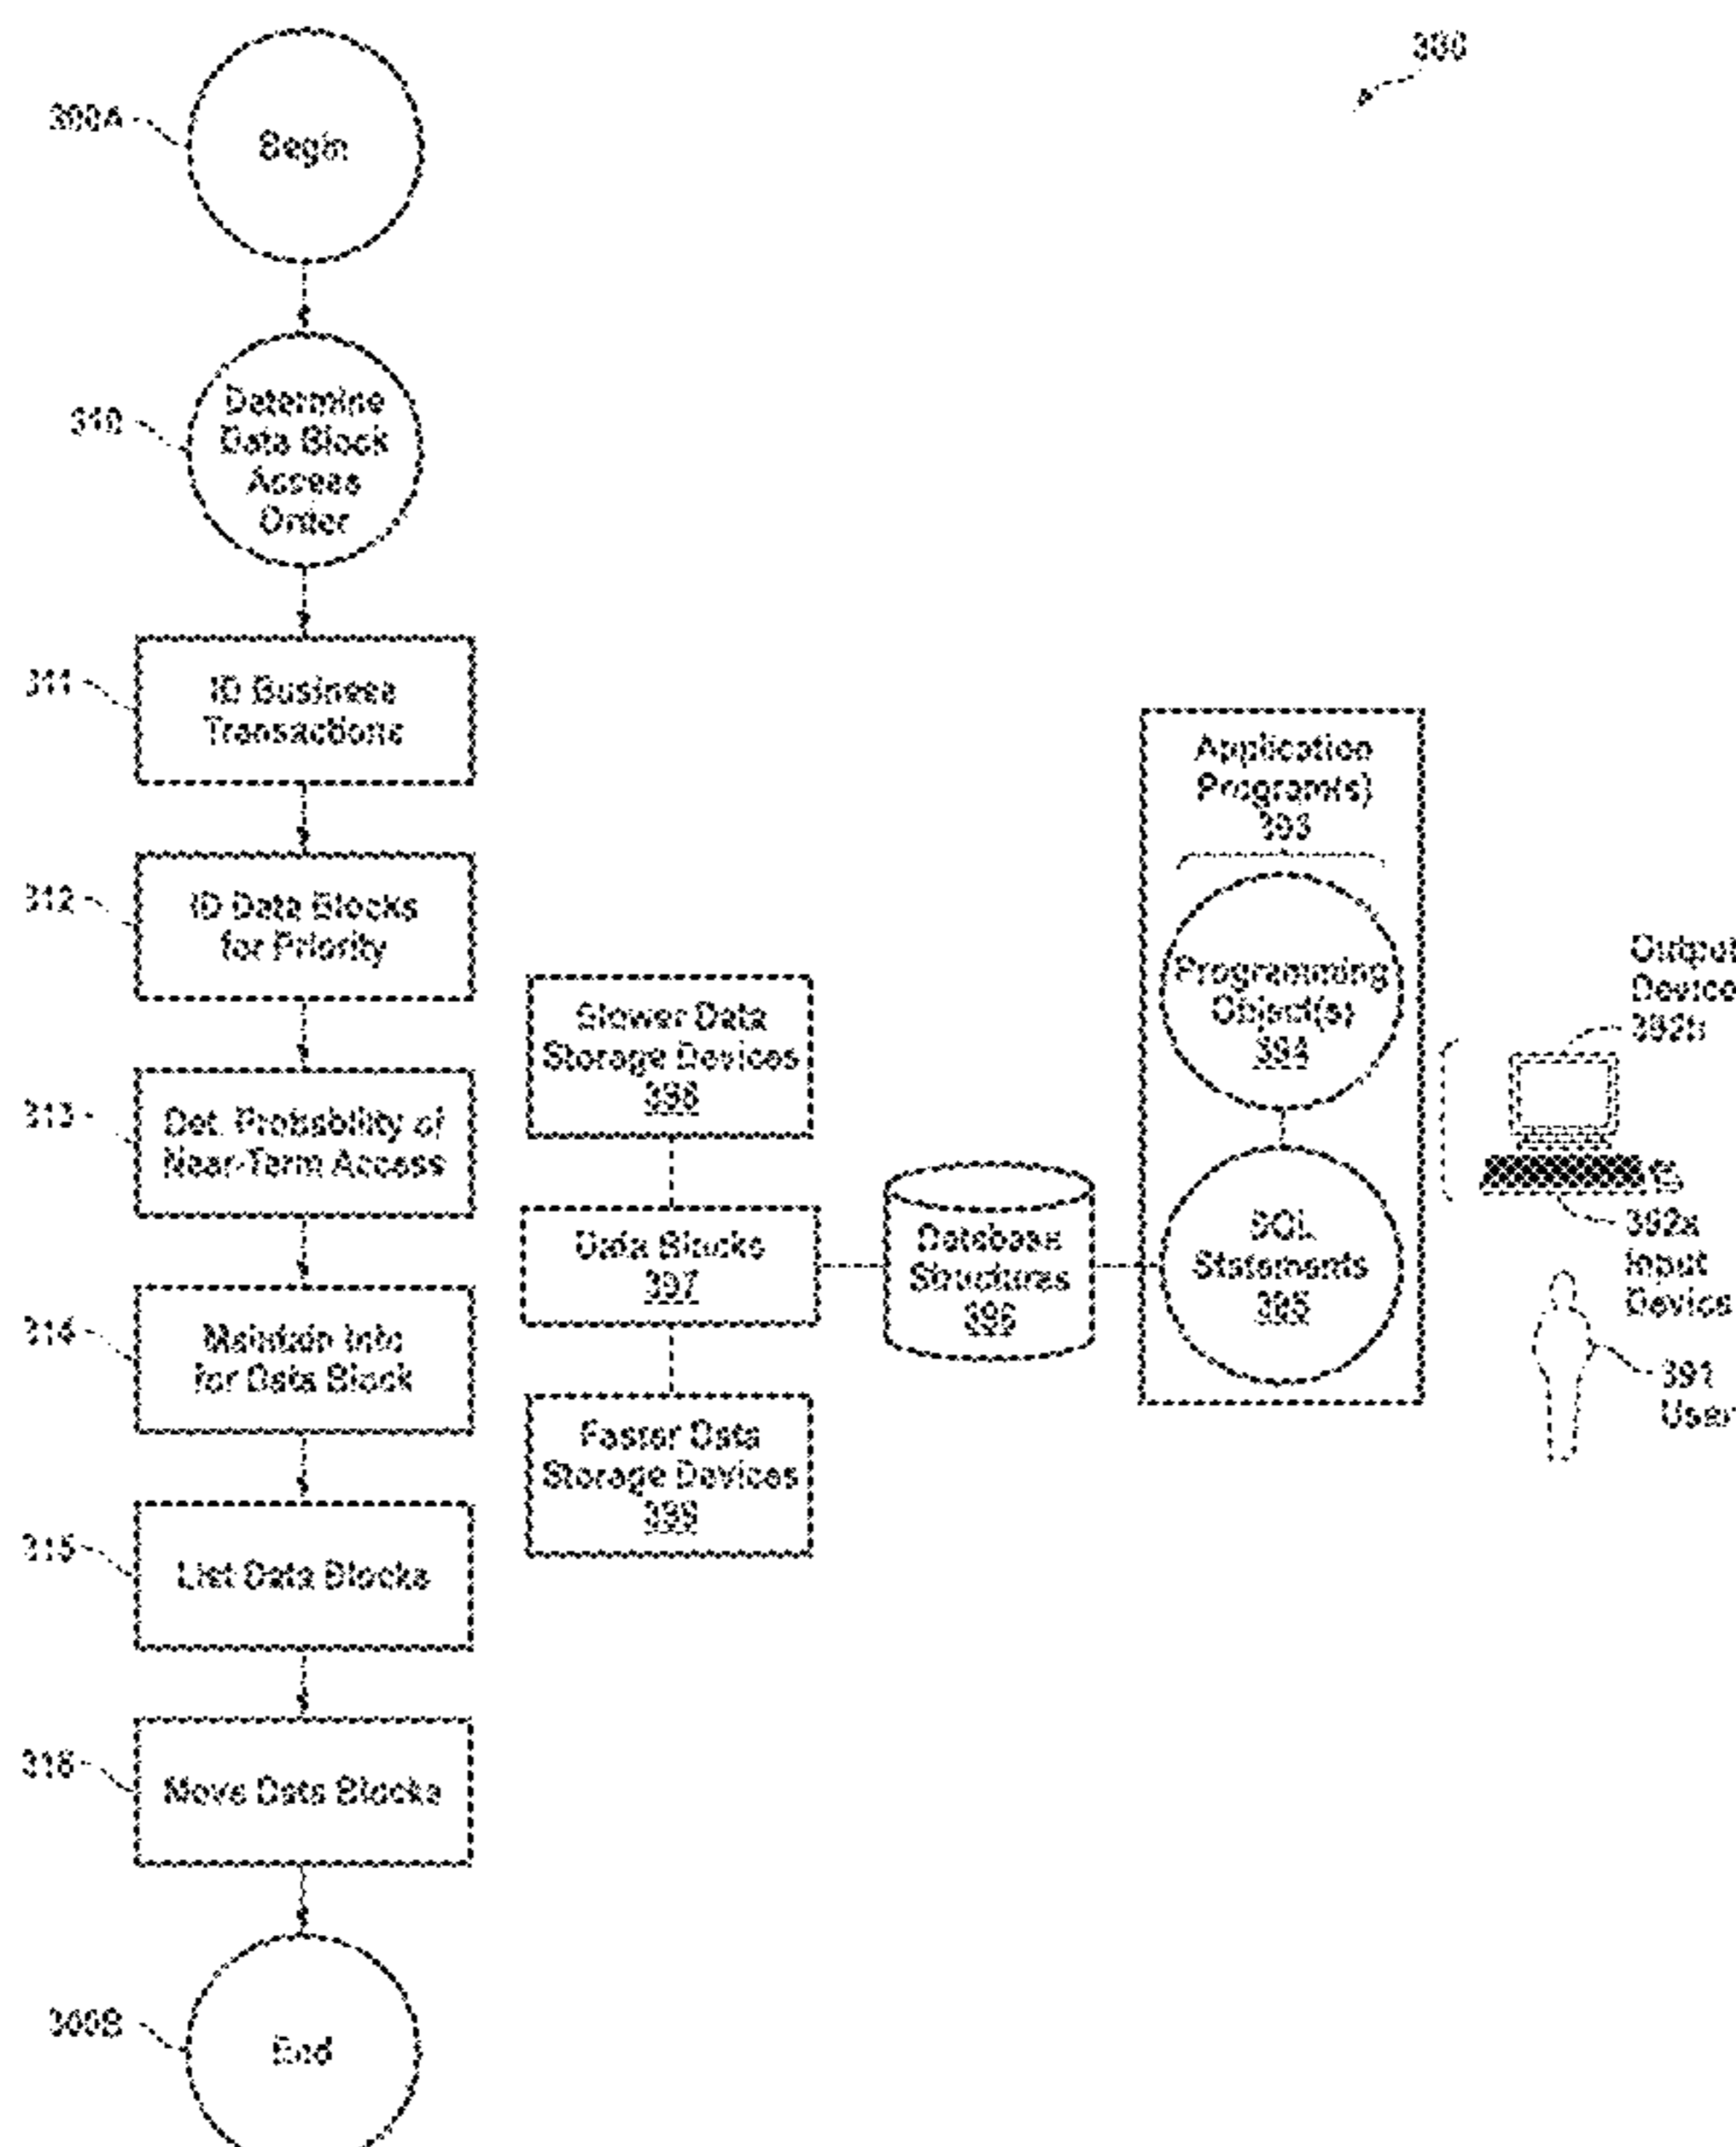 300
300A
Begin
310
Determine
Data Block
Access
Order
311
ID Business
Transactions
312
ID Data Blocks
for Priority
313
Det. Probability of
Near-Term Access
314
Maintain Info
for Data Block
315
List Data Blocks
316
Move Data Blocks
300B
End
Slower Data
Storage Devices
398
Data Blocks
397
Faster Data
Storage Devices
399
Database
Structures
396
Application
Program(s)
393
Programming
Object(s)
394
SQL
Statements
395
Output
Device
392b
392a
Input
Device
391
User